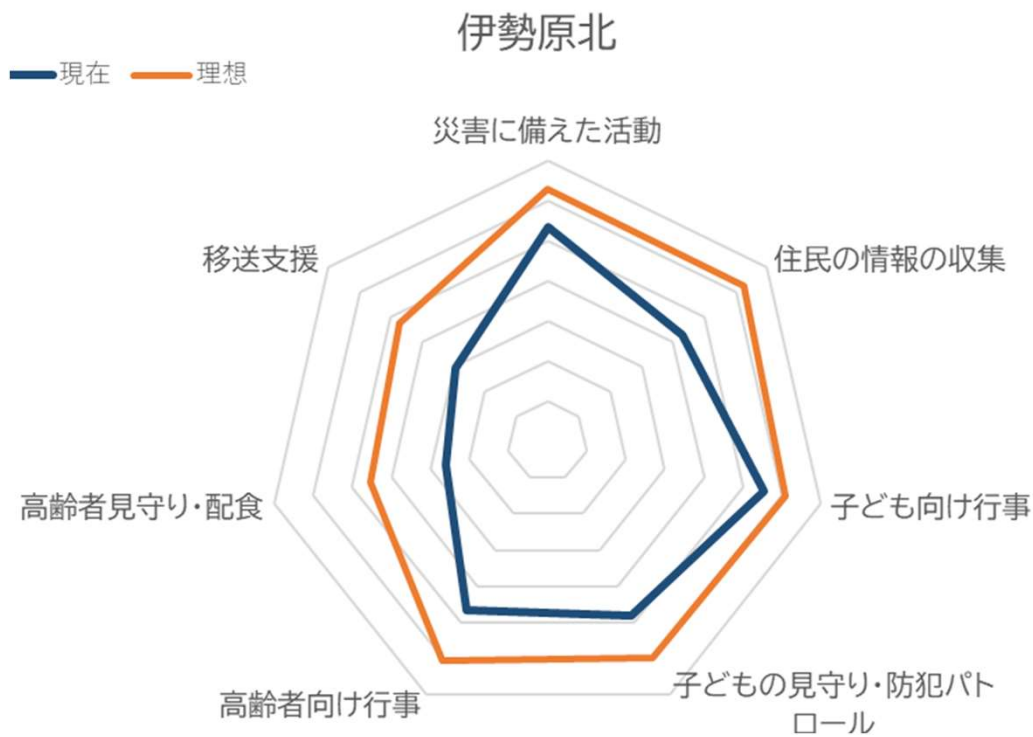 伊勢原北
現在 理想
災害に備えた活動
住民の情報の収集
子ども向け行事
子どもの見守り・防犯パト
ロール
高齢者向け行事
高齢者見守り・配食
移送支援